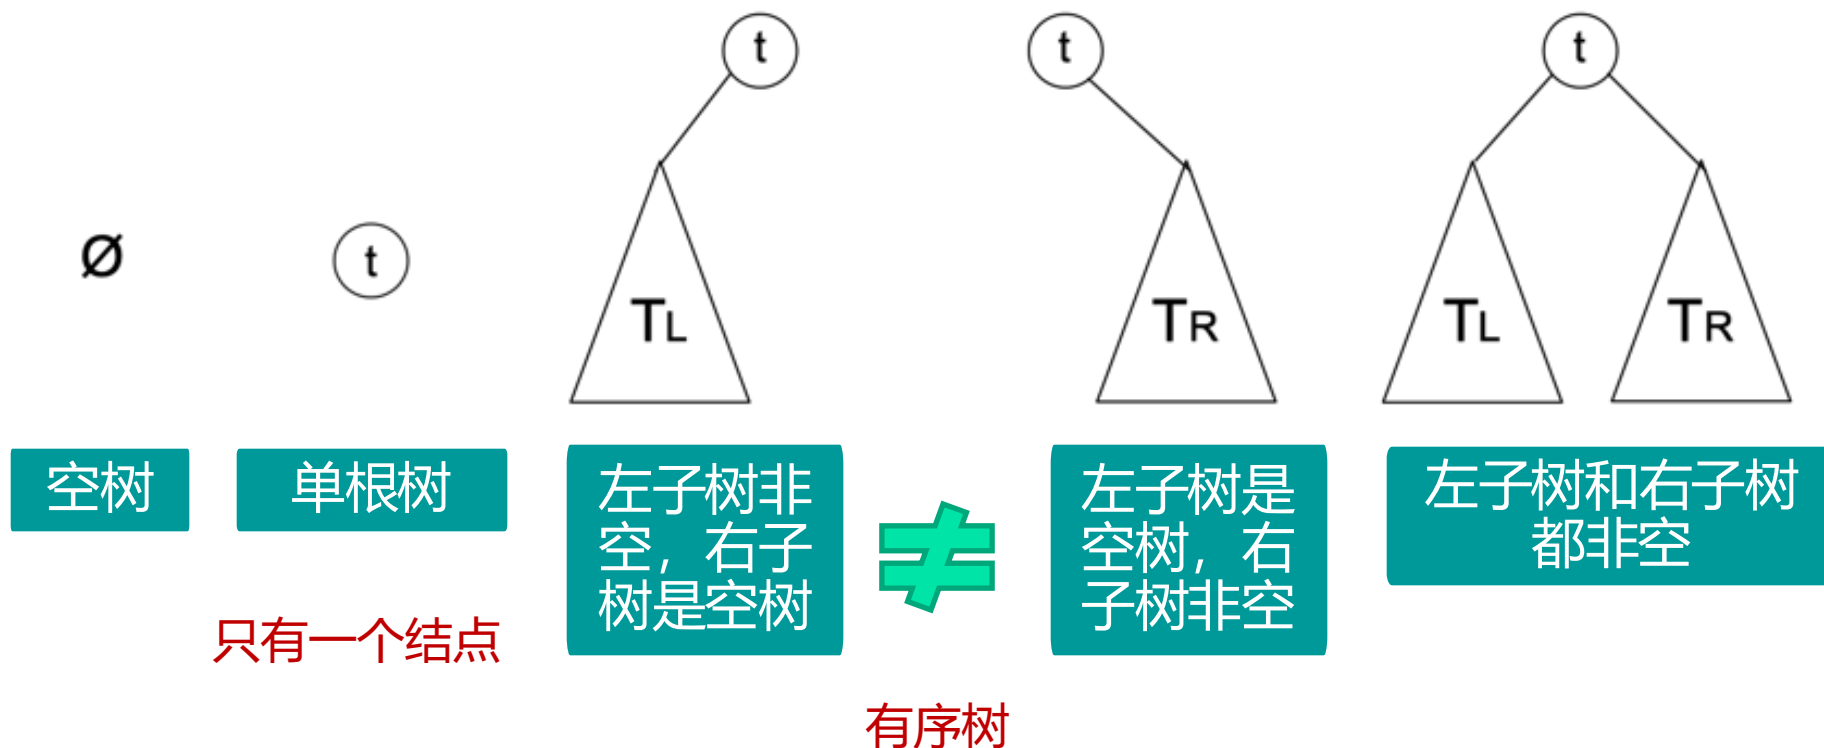 t
t
t
Ø
t
TL
TR
TL
TR
空树
单根树
左子树非
空，右子
树是空树
≠
左子树是
空树，右
子树非空
左子树和右子树
都非空
只有一个结点
有序树